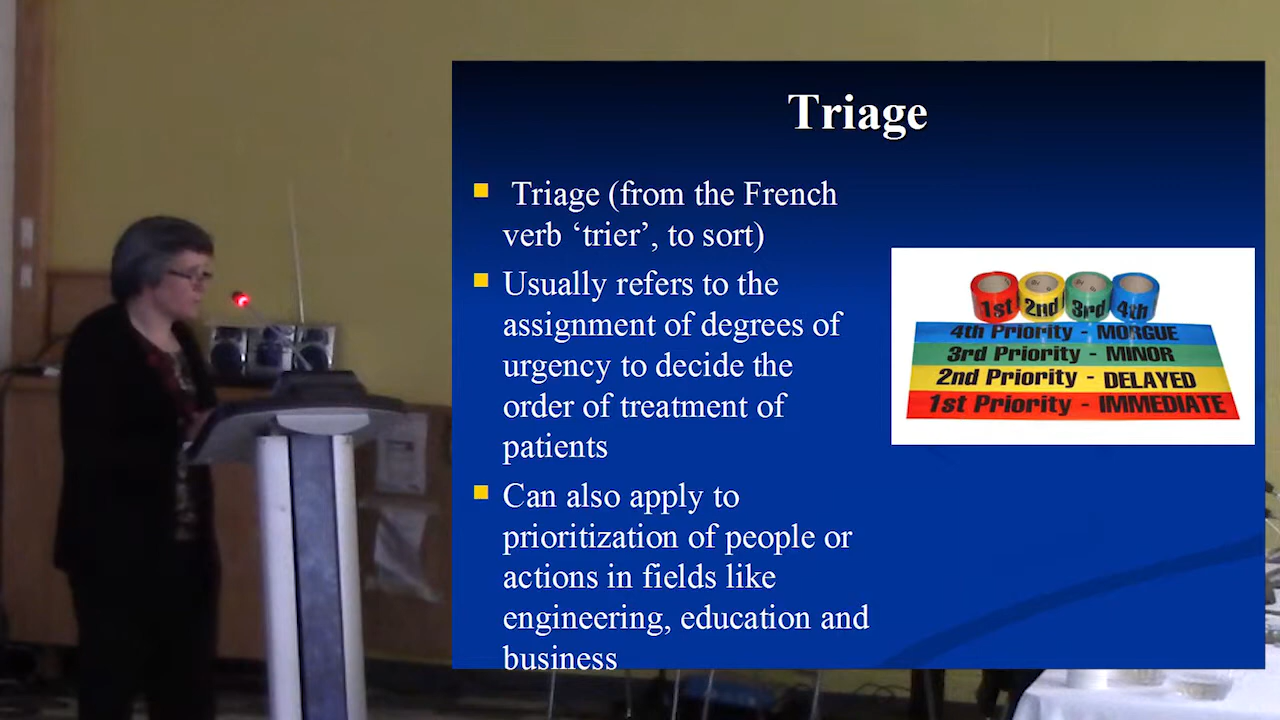 Triage
Triage (from the French
verb ‘trier’, to sort)
Usually refers to the
assignment of degrees of
urgency to decide the
order of treatment of
patients
Can also apply to
prioritization of people or
actions in fields like
engineering, education and
business
1st 2nd 3rd 4th
4th Priority - MORGUE
3rd Priority - MINOR
2nd Priority - DELAYED
1st Priority - IMMEDIATE